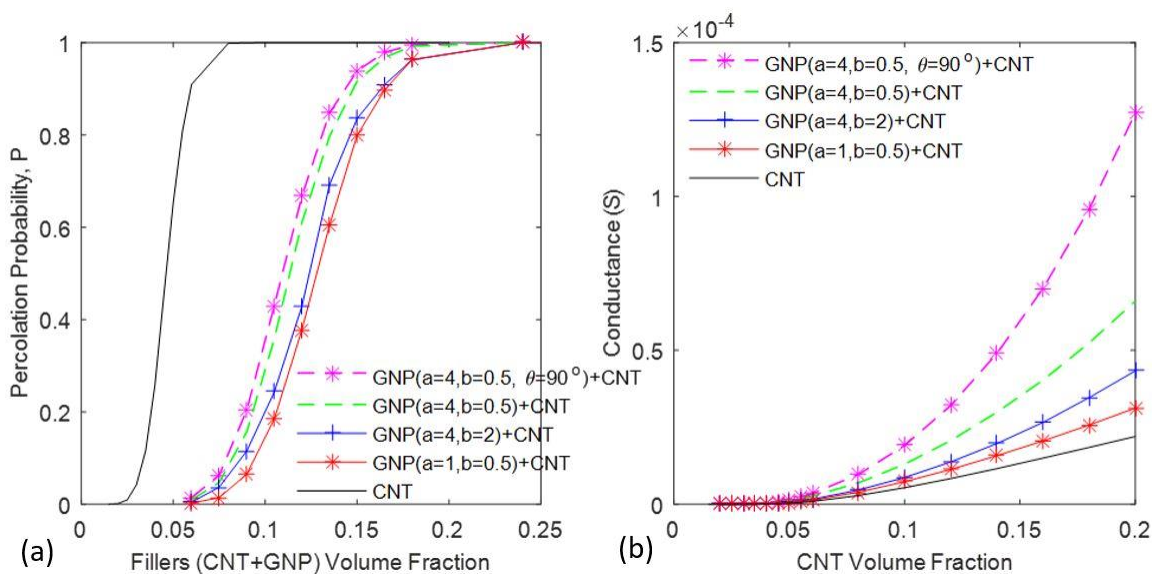 1
0.8
0.6
0.4
0.2
0
Percolation Probability, P
GNP(a=4,b=0.5, θ=90°)+CNT
GNP(a=4,b=0.5)+CNT
GNP(a=4,b=2)+CNT
GNP(a=1,b=0.5)+CNT
CNT
0 0.05 0.1 0.15 0.2 0.25
(a) Fillers (CNT+GNP) Volume Fraction
×10⁻⁴
1.5
1
0.5
0
Conductance (S)
GNP(a=4,b=0.5, θ=90°)+CNT
GNP(a=4,b=0.5)+CNT
GNP(a=4,b=2)+CNT
GNP(a=1,b=0.5)+CNT
CNT
0 0.05 0.1 0.15 0.2
(b) CNT Volume Fraction